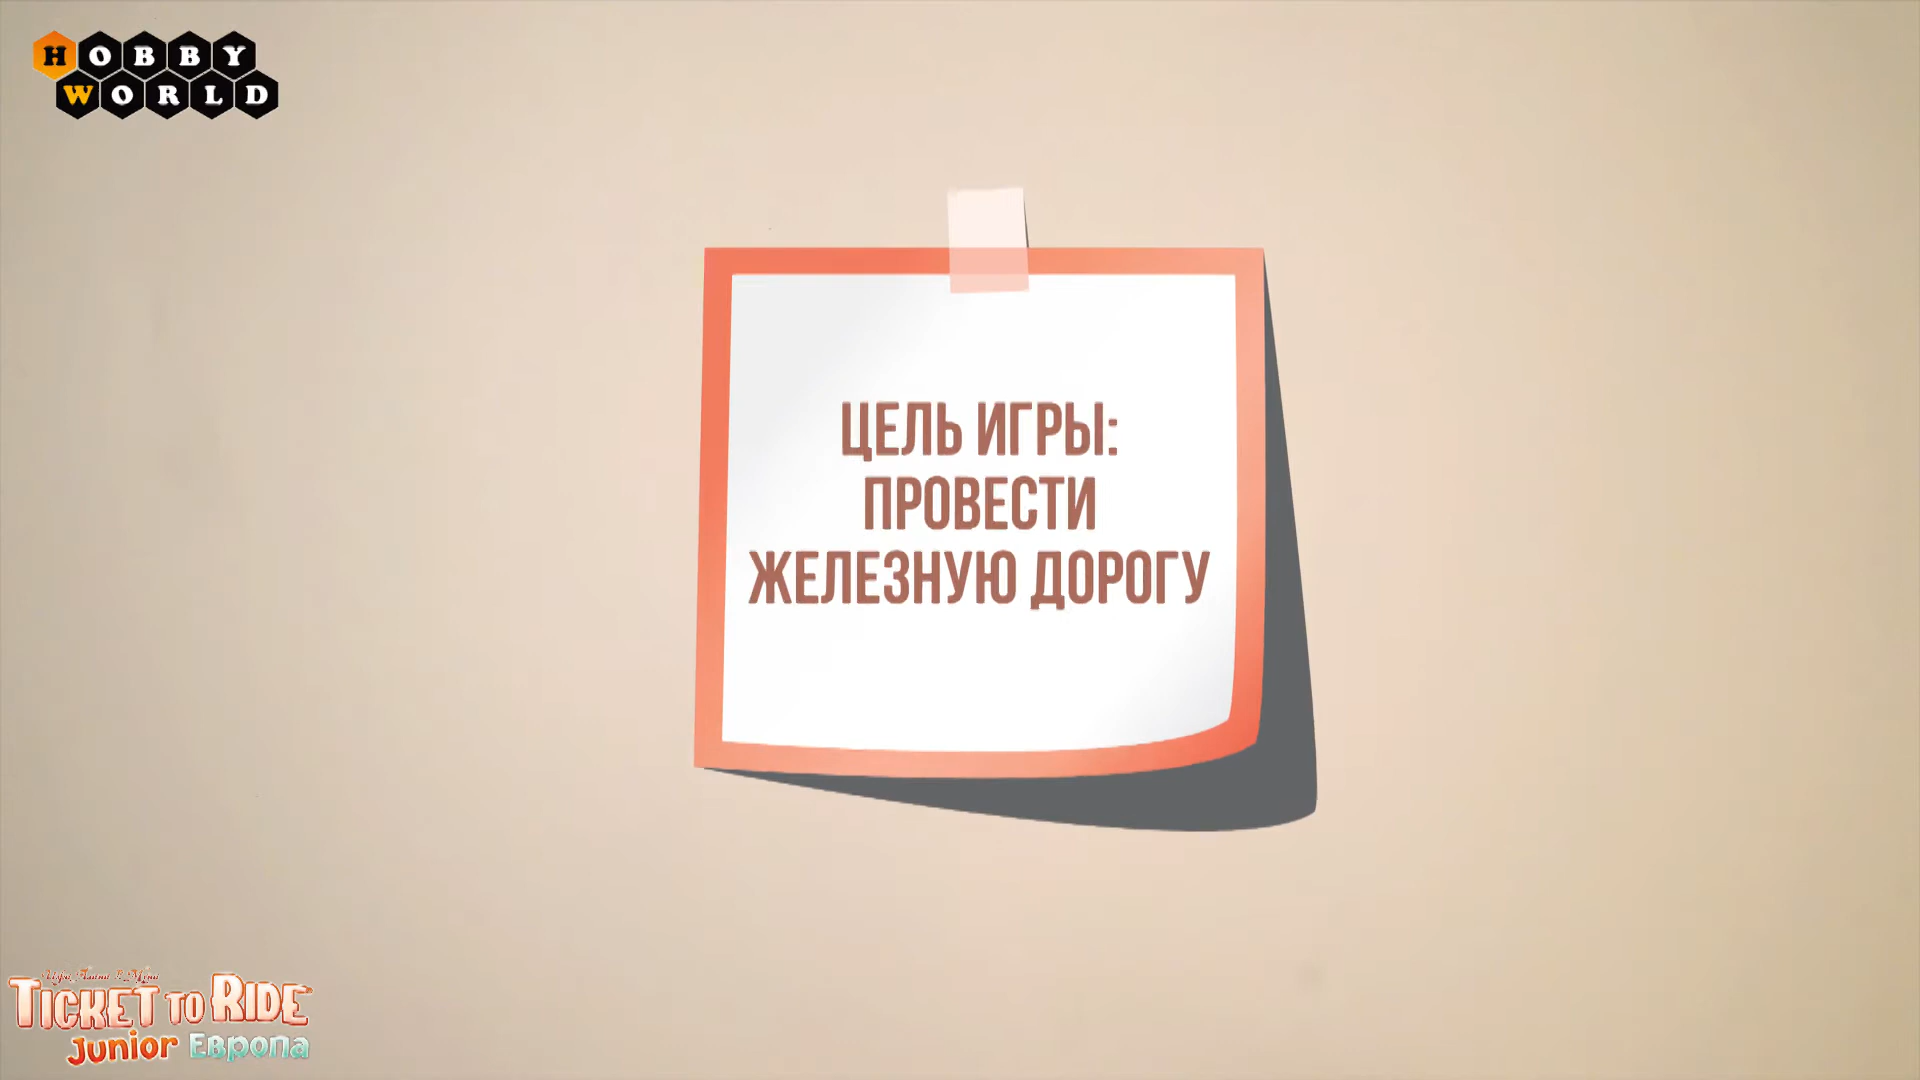 HOBBY
WORLD
ЦЕЛЬ ИГРЫ:
ПРОВЕСТИ
ЖЕЛЕЗНУЮ ДОРОГУ
TICKET TO RIDE
Junior Европа